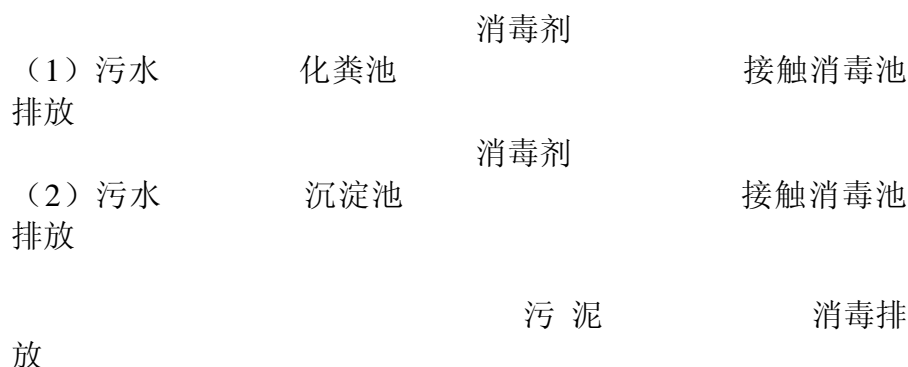 消毒剂
（1）污水 化粪池 接触消毒池
排放
消毒剂
（2）污水 沉淀池 接触消毒池
排放
污 泥 消毒排
放